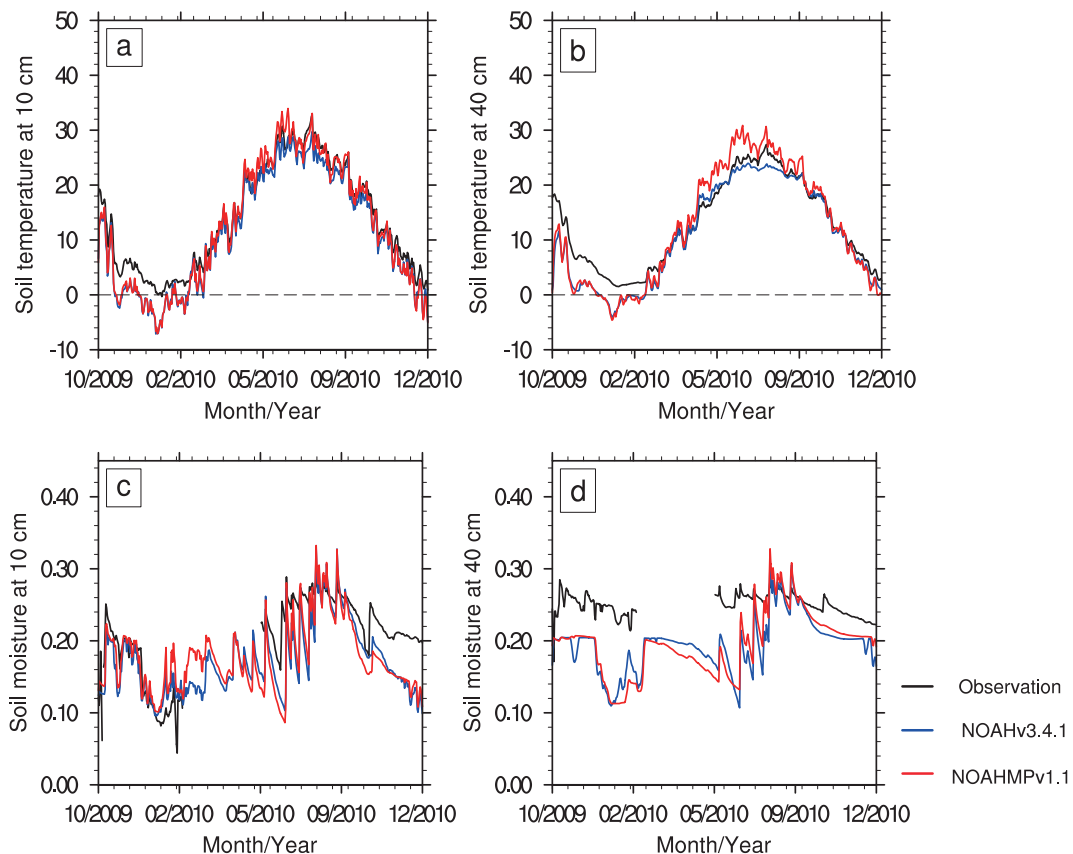 a
50
40
30
20
10
0
-10
Soil temperature at 10 cm
10/2009 02/2010 05/2010 09/2010 12/2010
Month/Year
b
50
40
30
20
10
0
-10
Soil temperature at 40 cm
10/2009 02/2010 05/2010 09/2010 12/2010
Month/Year
c
0.40
0.30
0.20
0.10
0.00
Soil moisture at 10 cm
10/2009 02/2010 05/2010 09/2010 12/2010
Month/Year
d
0.40
0.30
0.20
0.10
0.00
Soil moisture at 40 cm
10/2009 02/2010 05/2010 09/2010 12/2010
Month/Year
Observation
NOAHv3.4.1
NOAHMPv1.1